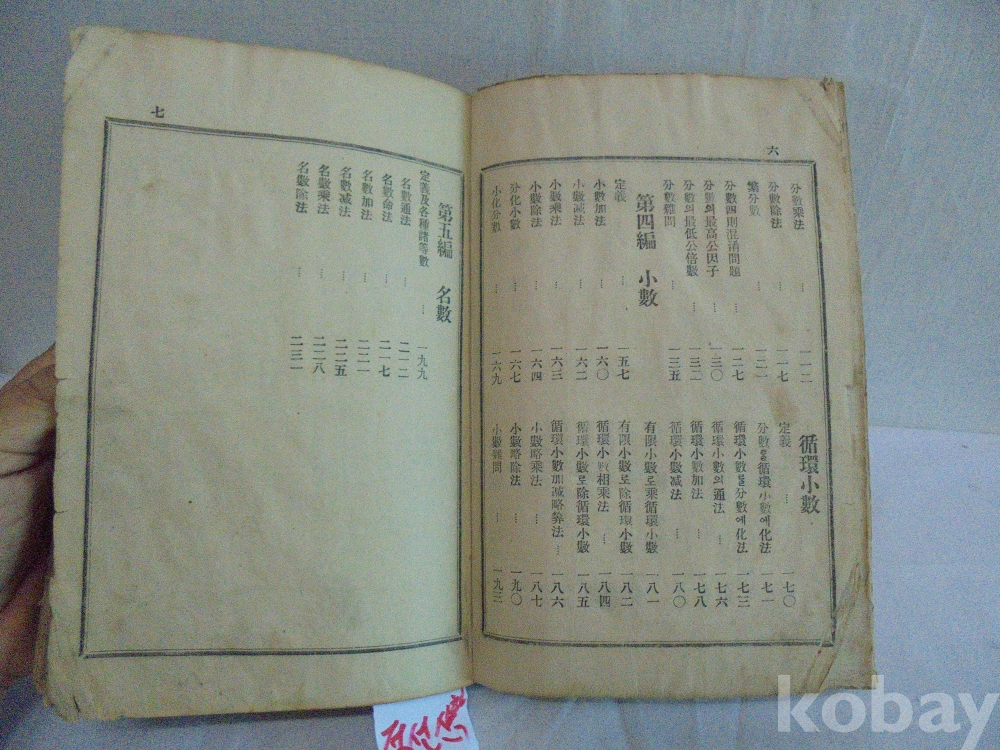 六
分數乘法 …… 一一二
分數除法 …… 一一七
繁分數 …… 一二一
分數四則混淆問題 …… 一二七
分數의最高公因子 …… 一三〇
分數의最低公倍數 …… 一三二
分數雜問 …… 一三五
第四編 小數
定義 …… 一五七
小數加法 …… 一六〇
小數減法 …… 一六二
小數乘法 …… 一六三
小數除法 …… 一六四
分化小數 …… 一六七
小化分數 …… 一六九
循環小數
定義 …… 一七〇
分數를循環小數에化法 一七一
循環小數를分數에化法 一七三
循環小數의通法 …… 一七六
循環小數加法 …… 一七八
循環小數減法 …… 一八〇
有限小數로乘循環小數 一八一
有限小數로除循環小數 一八二
循環小數相乘法 …… 一八四
循環小數로除循環小數 一八五
循環小數加減略算法 … 一八六
小數略乘法 …… 一八七
小數略除法 …… 一九〇
小數雜問 …… 一九三
七
第五編 名數
定義及各種諸等數 …… 一九九
名數通法 …… 二一二
名數命法 …… 二一七
名數加法 …… 二二一
名數減法 …… 二二五
名數乘法 …… 二二八
名數除法 …… 二三一
kobay